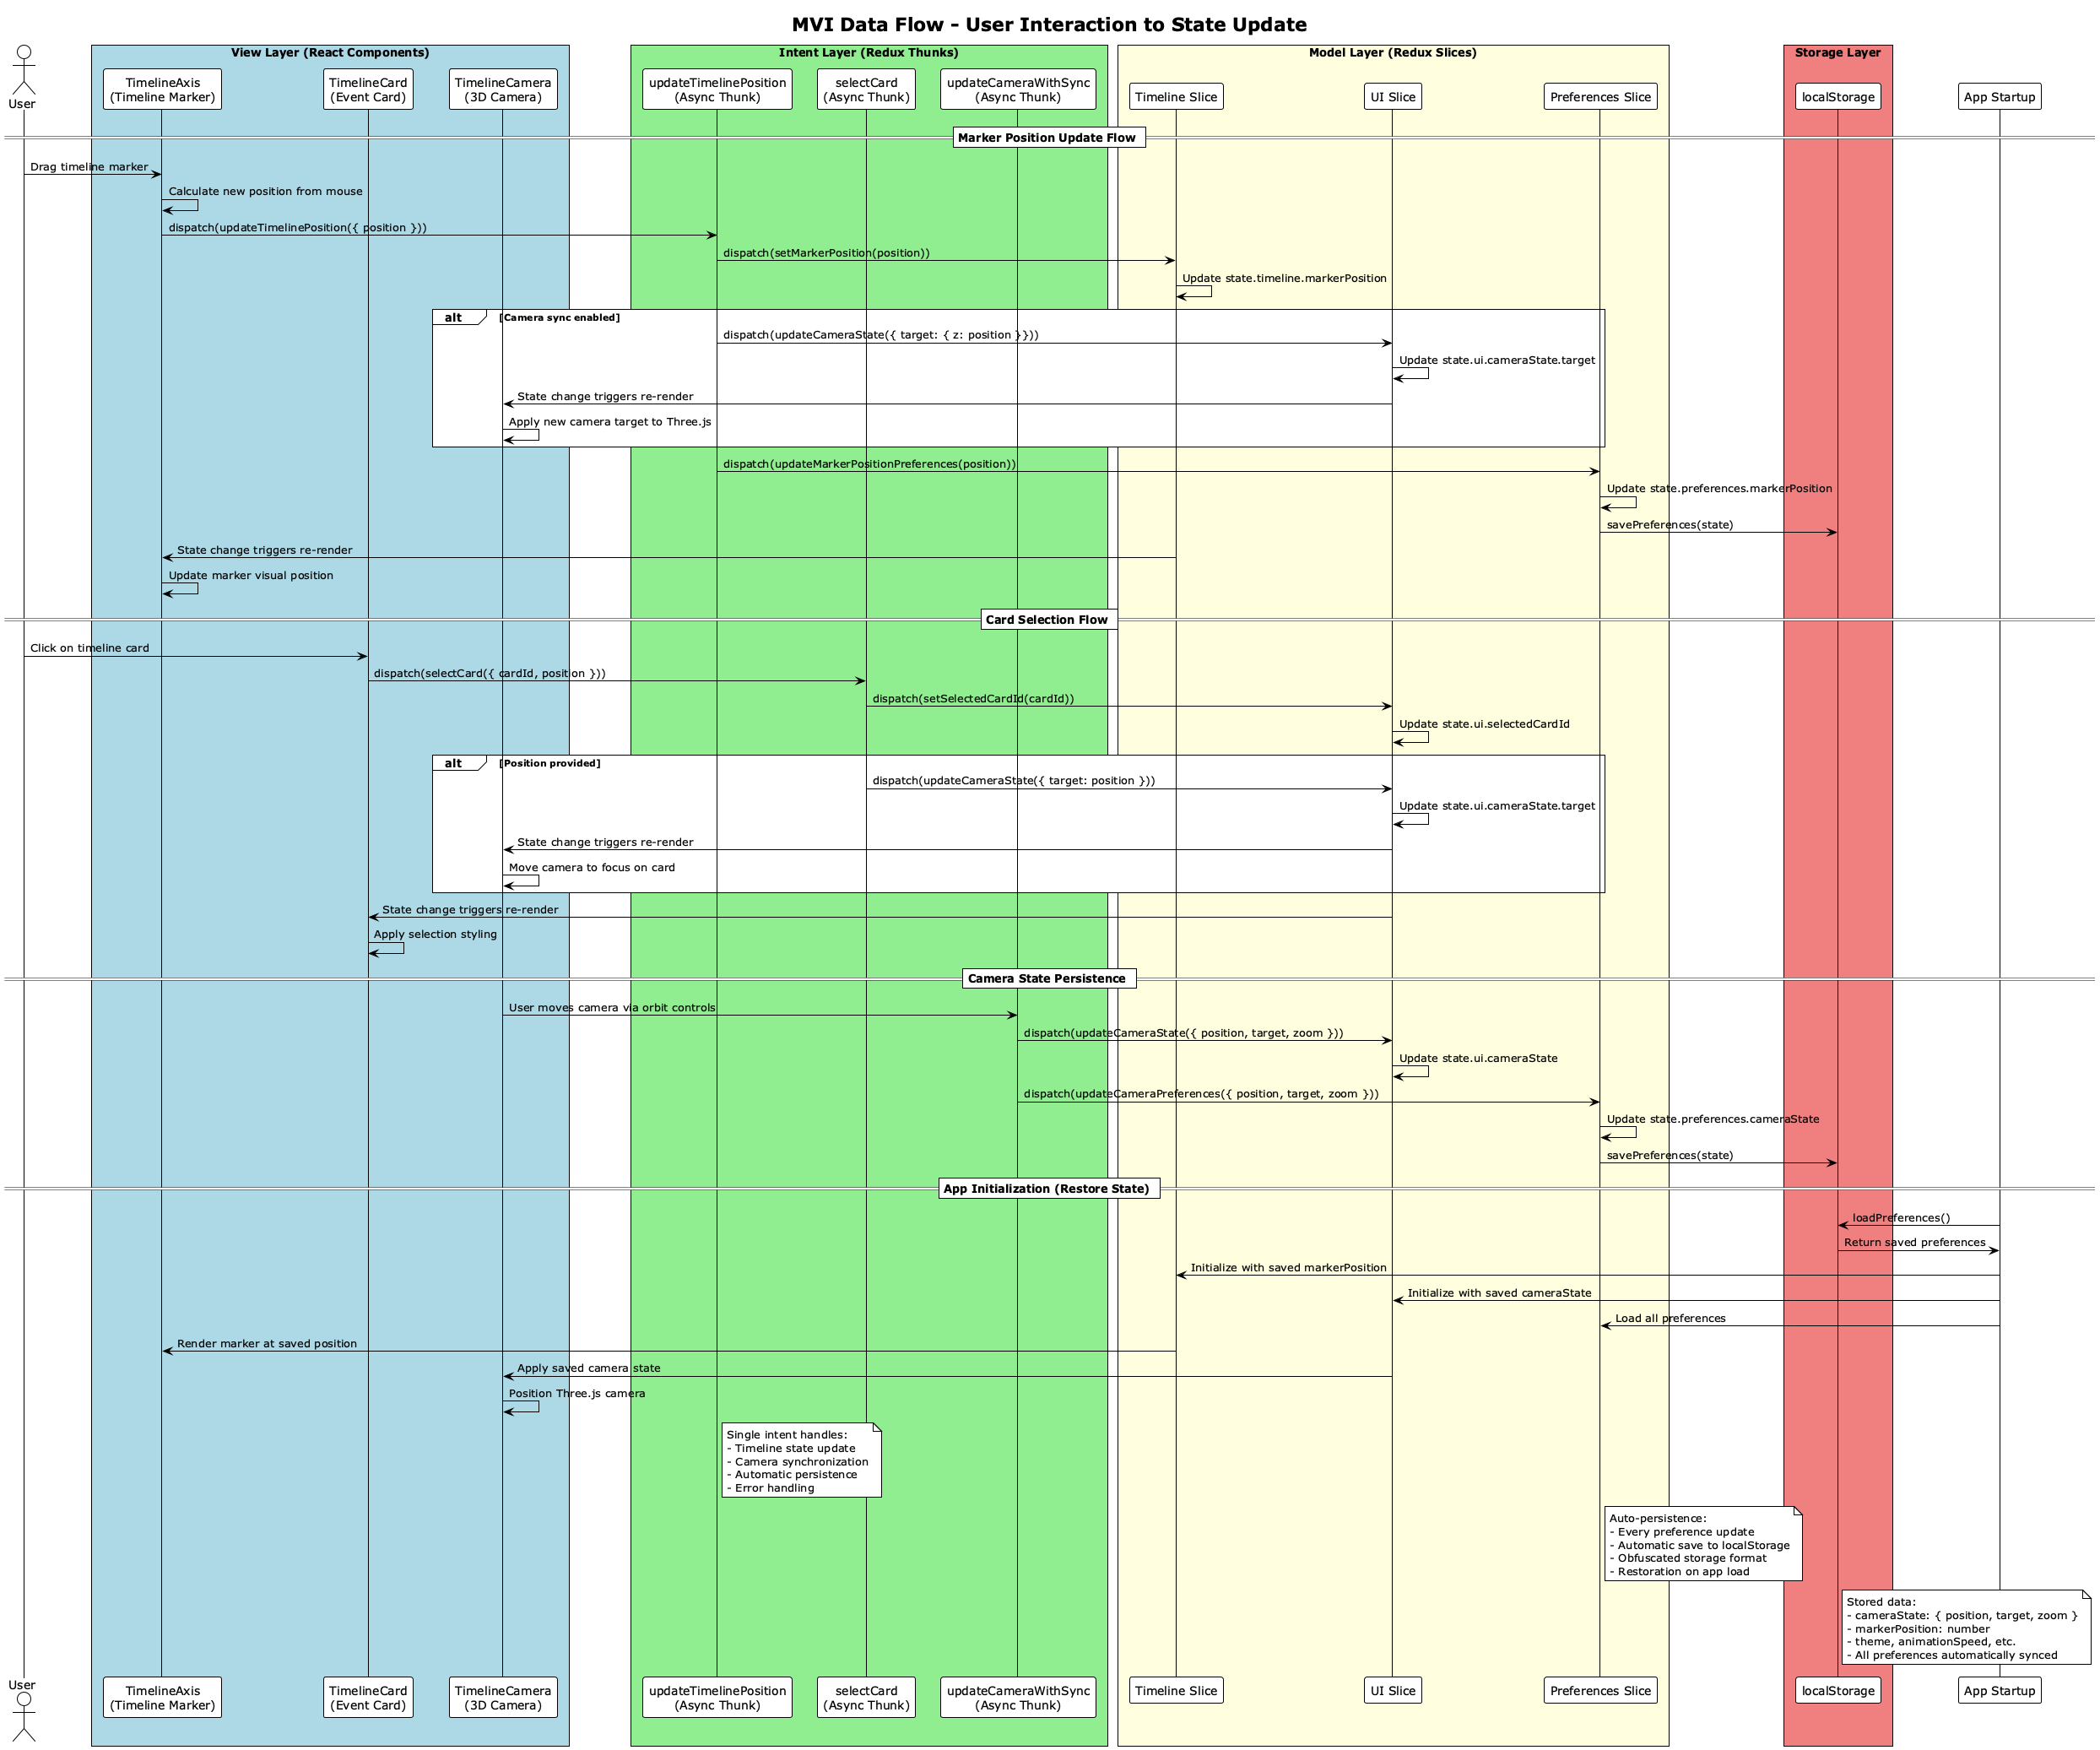 MVI Data Flow - User Interaction to State Update
View Layer (React Components)
Intent Layer (Redux Thunks)
Model Layer (Redux Slices)
Storage Layer
User
TimelineAxis
(Timeline Marker)
TimelineCard
(Event Card)
TimelineCamera
(3D Camera)
updateTimelinePosition
(Async Thunk)
selectCard
(Async Thunk)
updateCameraWithSync
(Async Thunk)
Timeline Slice
UI Slice
Preferences Slice
localStorage
App Startup
Marker Position Update Flow
Drag timeline marker
Calculate new position from mouse
dispatch(updateTimelinePosition({ position }))
dispatch(setMarkerPosition(position))
Update state.timeline.markerPosition
alt
[Camera sync enabled]
dispatch(updateCameraState({ target: { z: position }}))
Update state.ui.cameraState.target
State change triggers re-render
Apply new camera target to Three.js
dispatch(updateMarkerPositionPreferences(position))
Update state.preferences.markerPosition
savePreferences(state)
State change triggers re-render
Update marker visual position
Card Selection Flow
Click on timeline card
dispatch(selectCard({ cardId, position }))
dispatch(setSelectedCardId(cardId))
Update state.ui.selectedCardId
alt
[Position provided]
dispatch(updateCameraState({ target: position }))
Update state.ui.cameraState.target
State change triggers re-render
Move camera to focus on card
State change triggers re-render
Apply selection styling
Camera State Persistence
User moves camera via orbit controls
dispatch(updateCameraState({ position, target, zoom }))
Update state.ui.cameraState
dispatch(updateCameraPreferences({ position, target, zoom }))
Update state.preferences.cameraState
savePreferences(state)
App Initialization (Restore State)
loadPreferences()
Return saved preferences
Initialize with saved markerPosition
Initialize with saved cameraState
Load all preferences
Render marker at saved position
Apply saved camera state
Position Three.js camera
Single intent handles:
- Timeline state update
- Camera synchronization
- Automatic persistence
- Error handling
Auto-persistence:
- Every preference update
- Automatic save to localStorage
- Obfuscated storage format
- Restoration on app load
Stored data:
- cameraState: { position, target, zoom }
- markerPosition: number
- theme, animationSpeed, etc.
- All preferences automatically synced
User
TimelineAxis
(Timeline Marker)
TimelineCard
(Event Card)
TimelineCamera
(3D Camera)
updateTimelinePosition
(Async Thunk)
selectCard
(Async Thunk)
updateCameraWithSync
(Async Thunk)
Timeline Slice
UI Slice
Preferences Slice
localStorage
App Startup